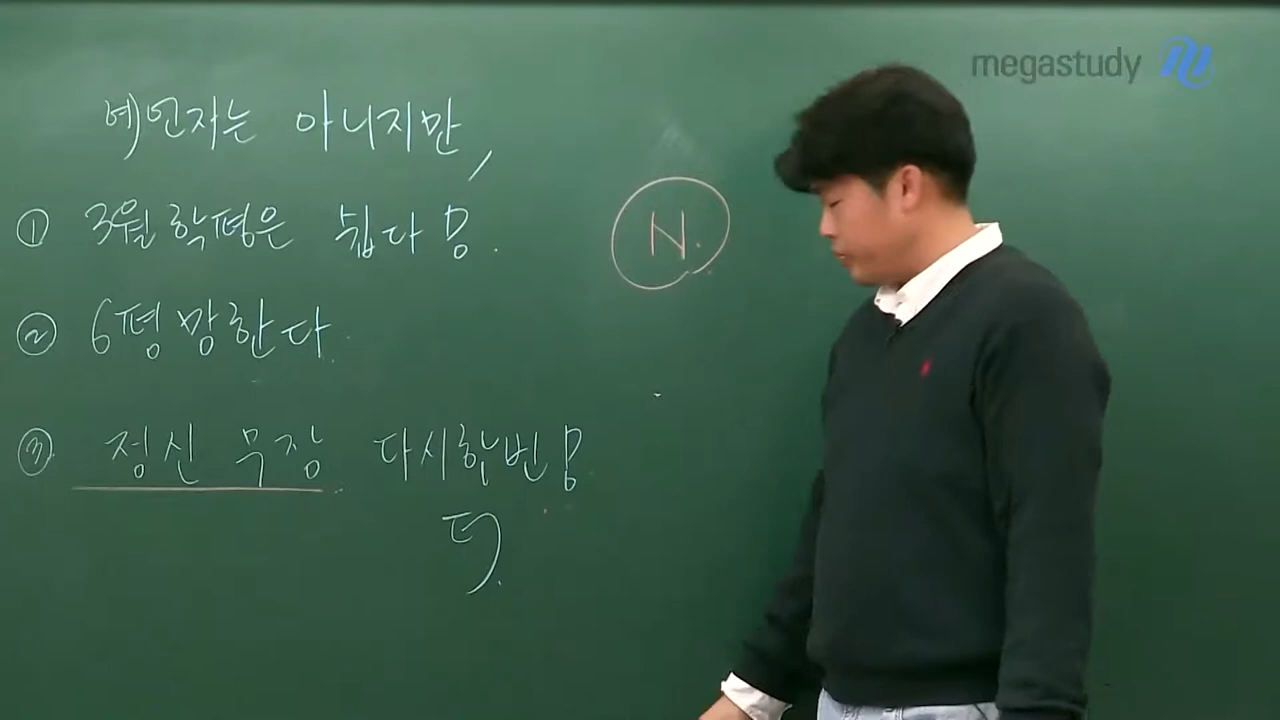 megastudy
예언자는 아니지만,
① 3월 학평은 쉽다!
N.
② 6평 망한다.
③ 정신 무장 다시한번!